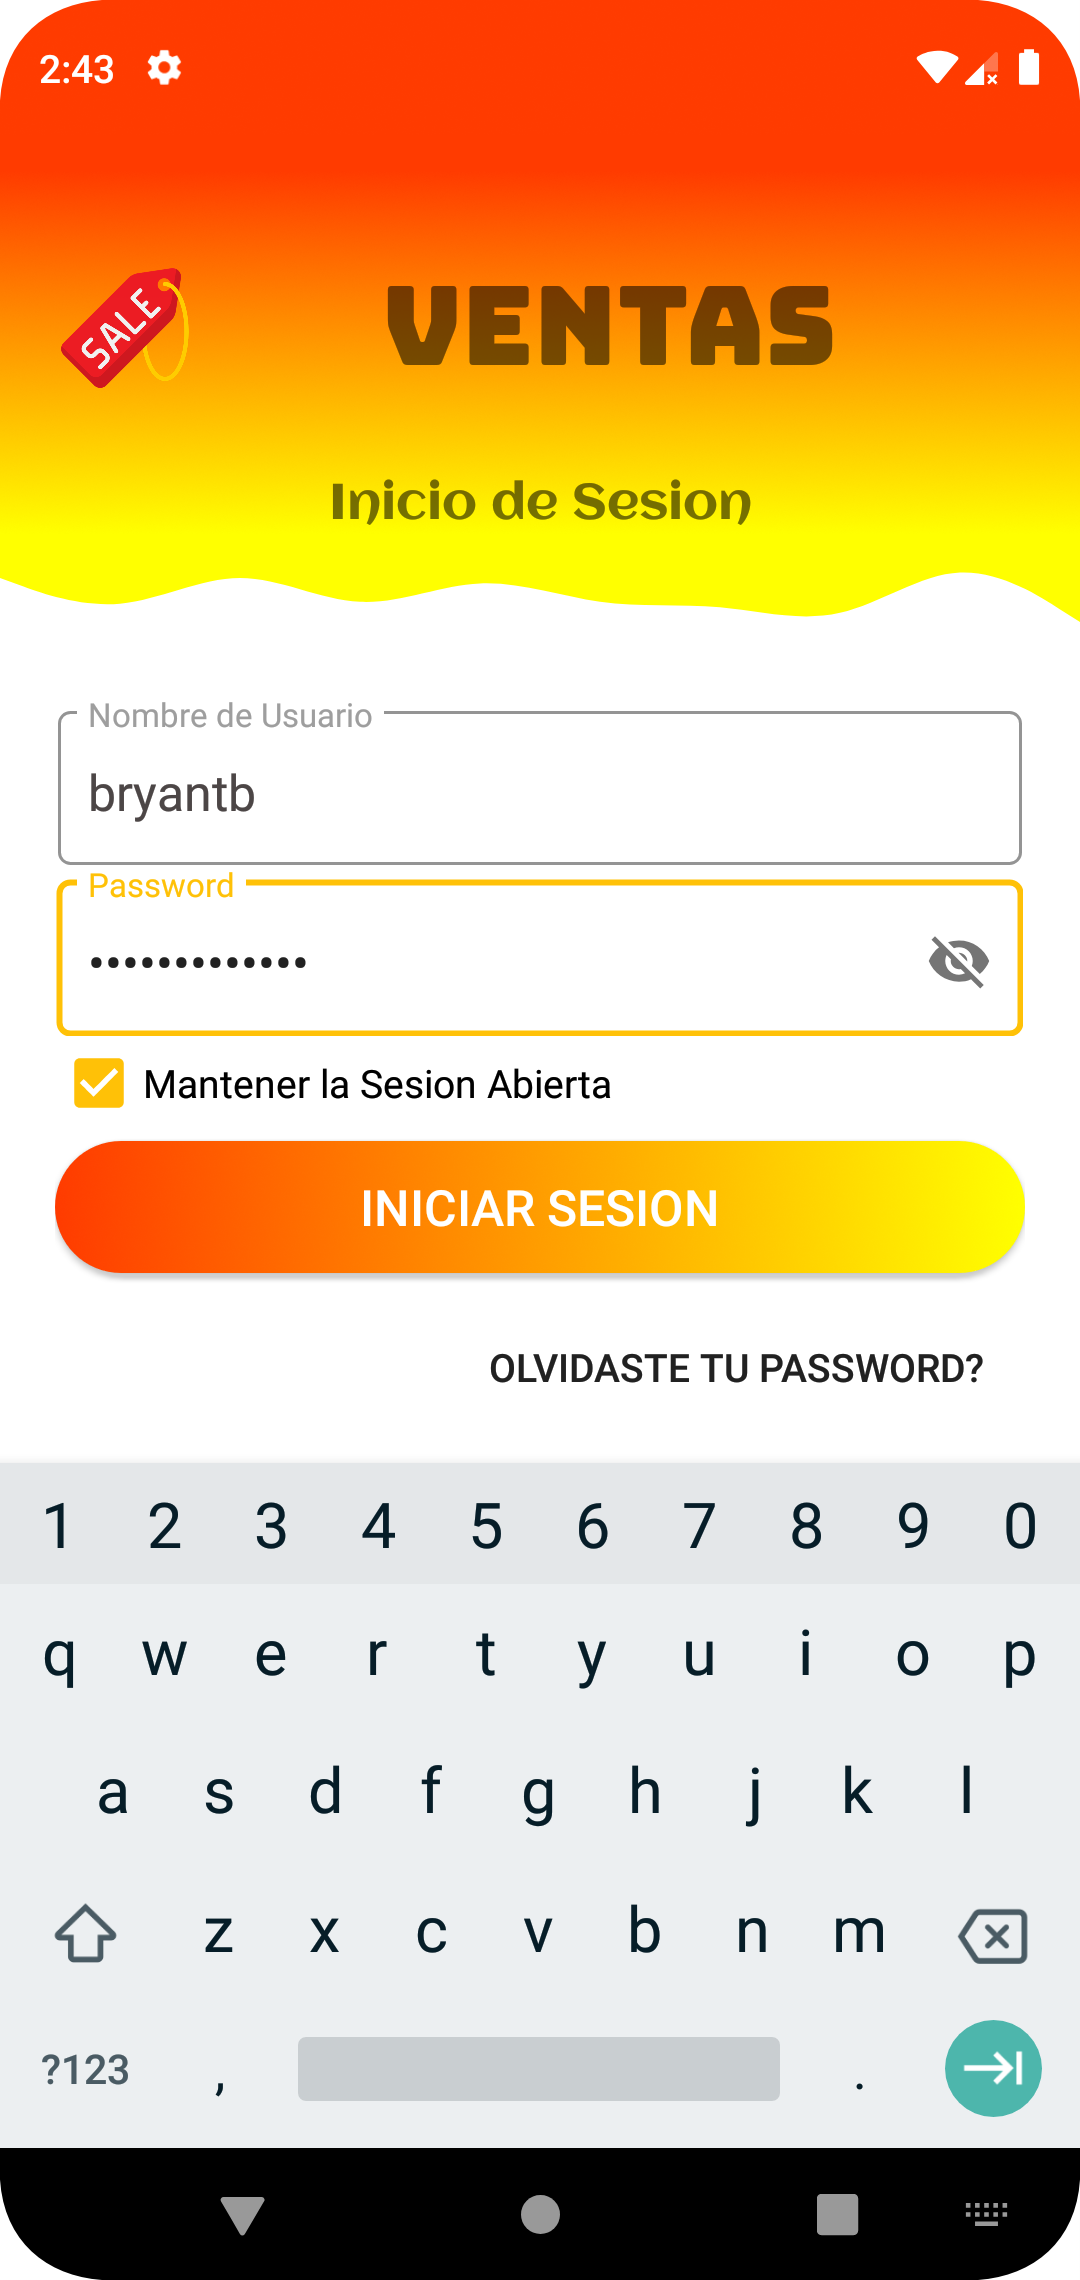 2:43
SALE
VENTAS
Inicio de Sesion
Nombre de Usuario
bryantb
Password
•••••••••••••
Mantener la Sesion Abierta
INICIAR SESION
OLVIDASTE TU PASSWORD?
1 2 3 4 5 6 7 8 9 0
q w e r t y u i o p
a s d f g h j k l
z x c v b n m
?123 , .